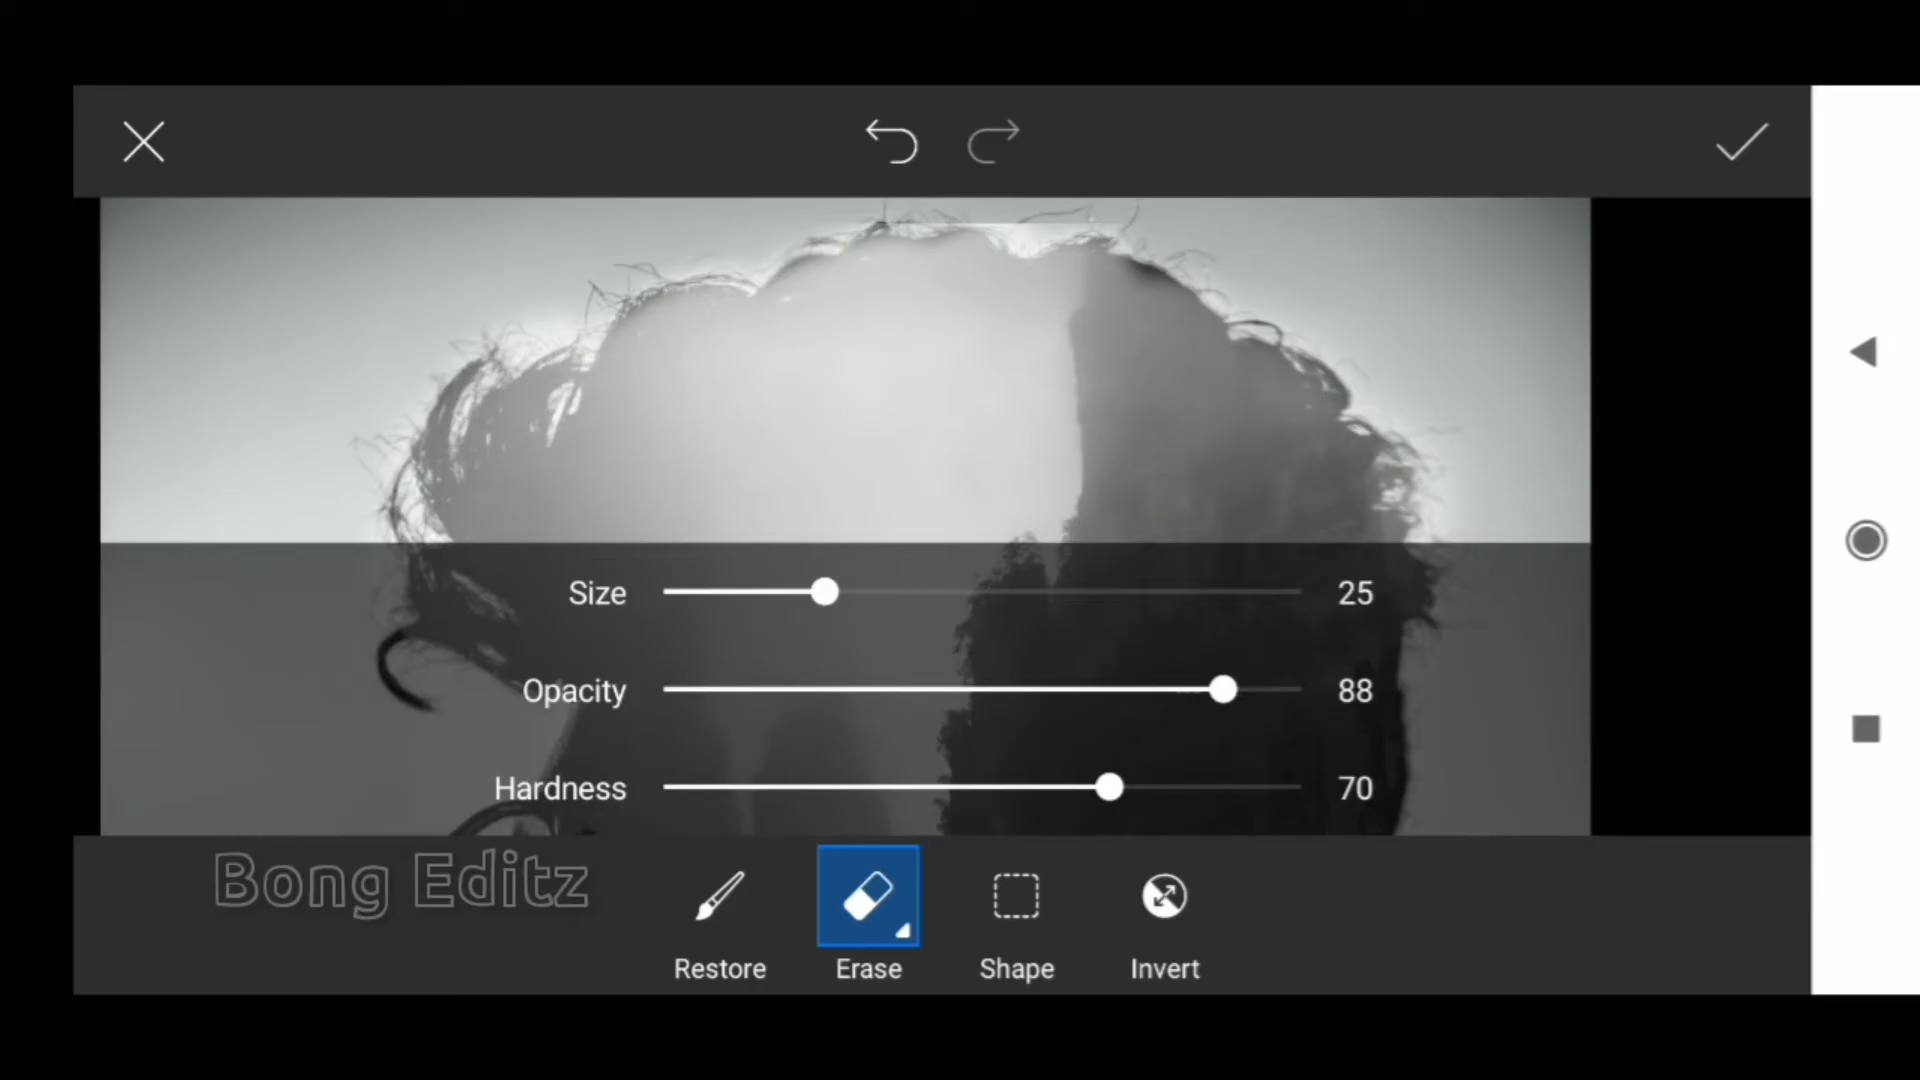 Size 25
Opacity 88
Hardness 70
Bong Editz
Restore Erase Shape Invert